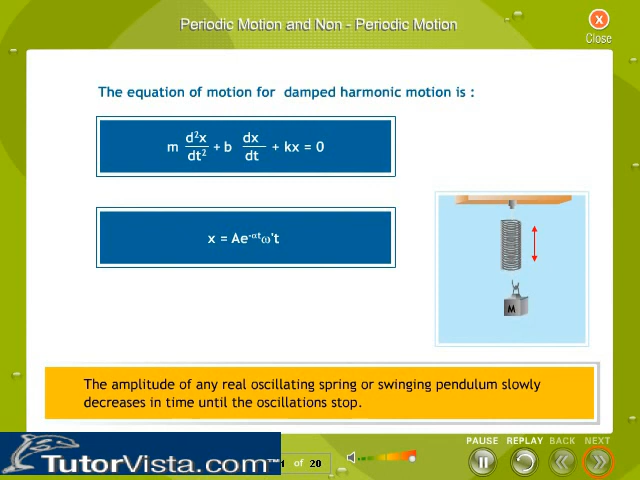 Periodic Motion and Non - Periodic Motion
x
Close
The equation of motion for damped harmonic motion is :
m d²x/dt² + b dx/dt + kx = 0
x = Ae⁻ᵅᵗω't
M
The amplitude of any real oscillating spring or swinging pendulum slowly
decreases in time until the oscillations stop.
PAUSE REPLAY BACK NEXT
TutorVista.com™
1 of 20